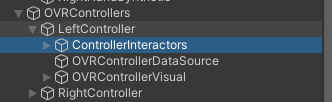 OVRControllers
LeftController
ControllerInteractors
OVRControllerDataSource
OVRControllerVisual
RightController